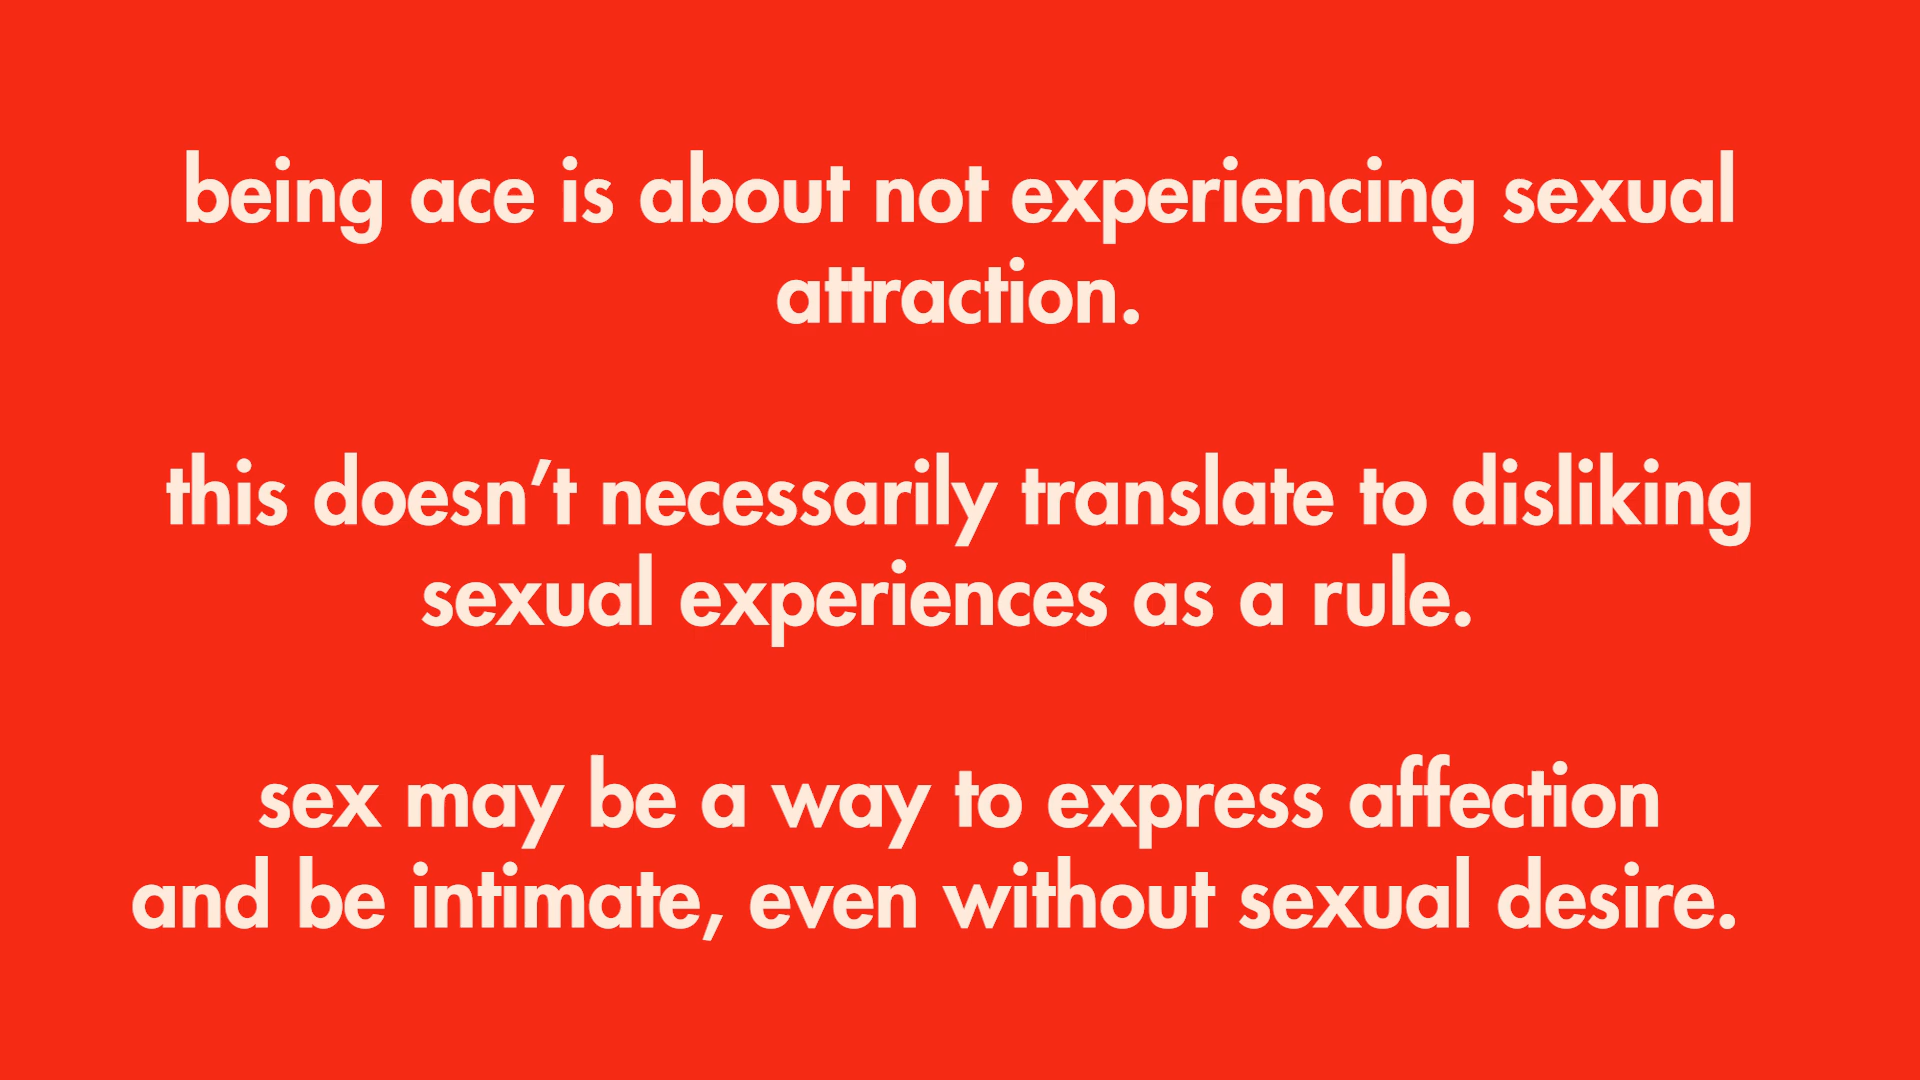 being ace is about not experiencing sexual
attraction.
this doesn’t necessarily translate to disliking
sexual experiences as a rule.
sex may be a way to express affection
and be intimate, even without sexual desire.